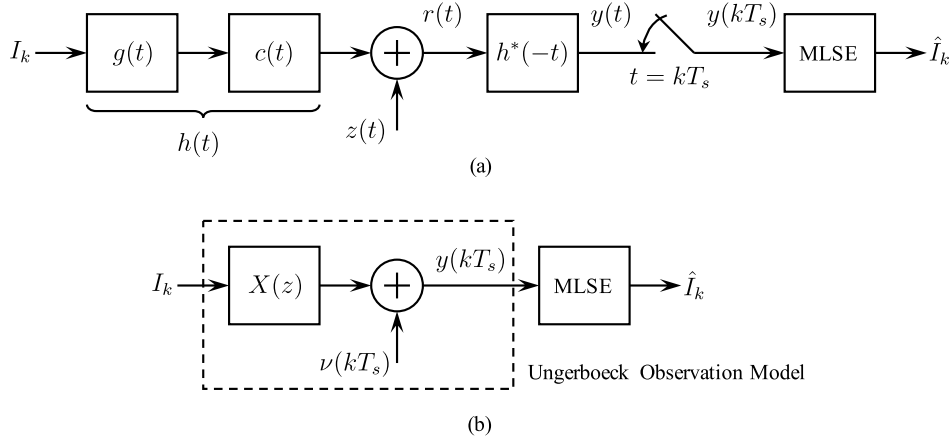 r(t) y(t) y(kT_s)
I_k g(t) c(t) h*(−t) MLSE Î_k
t = kT_s
h(t) z(t)
(a)
y(kT_s)
I_k X(z) MLSE Î_k
ν(kT_s)
Ungerboeck Observation Model
(b)